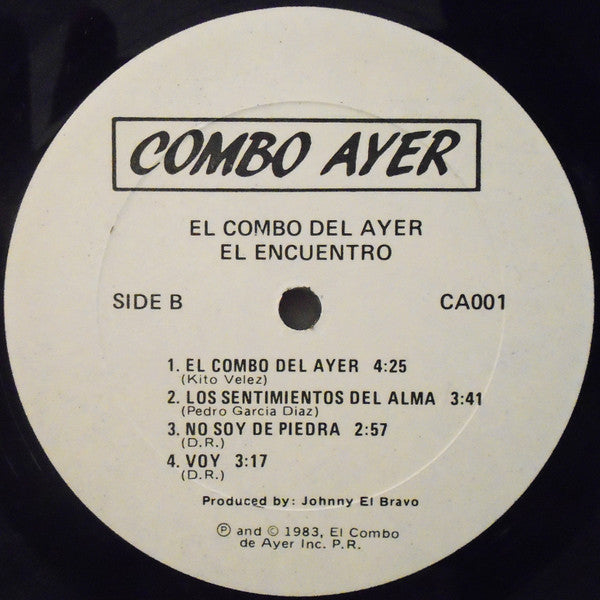 COMBO AYER
EL COMBO DEL AYER
EL ENCUENTRO
SIDE B
CA001
1. EL COMBO DEL AYER 4:25
(Kito Velez)
2. LOS SENTIMIENTOS DEL ALMA 3:41
(Pedro Garcia Diaz)
3. NO SOY DE PIEDRA 2:57
(D.R.)
4. VOY 3:17
(D.R.)
Produced by: Johnny El Bravo
Ⓟ and © 1983, El Combo
de Ayer Inc. P.R.